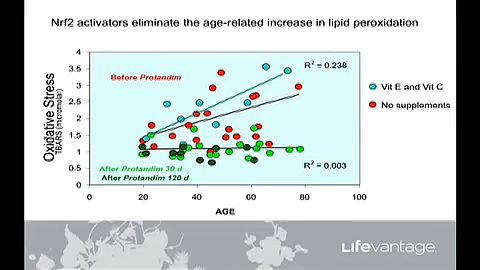 Nrf2 activators eliminate the age-related increase in lipid peroxidation
Oxidative Stress
TBARS (micromolar)
4
3.5
3
2.5
2
1.5
1
0.5
0
Before Protandim
R² = 0.238
Vit E and Vit C
No supplements
After Protandim 30 d
After Protandim 120 d
R² = 0.003
0
20
40
60
80
100
AGE
Lifevantage